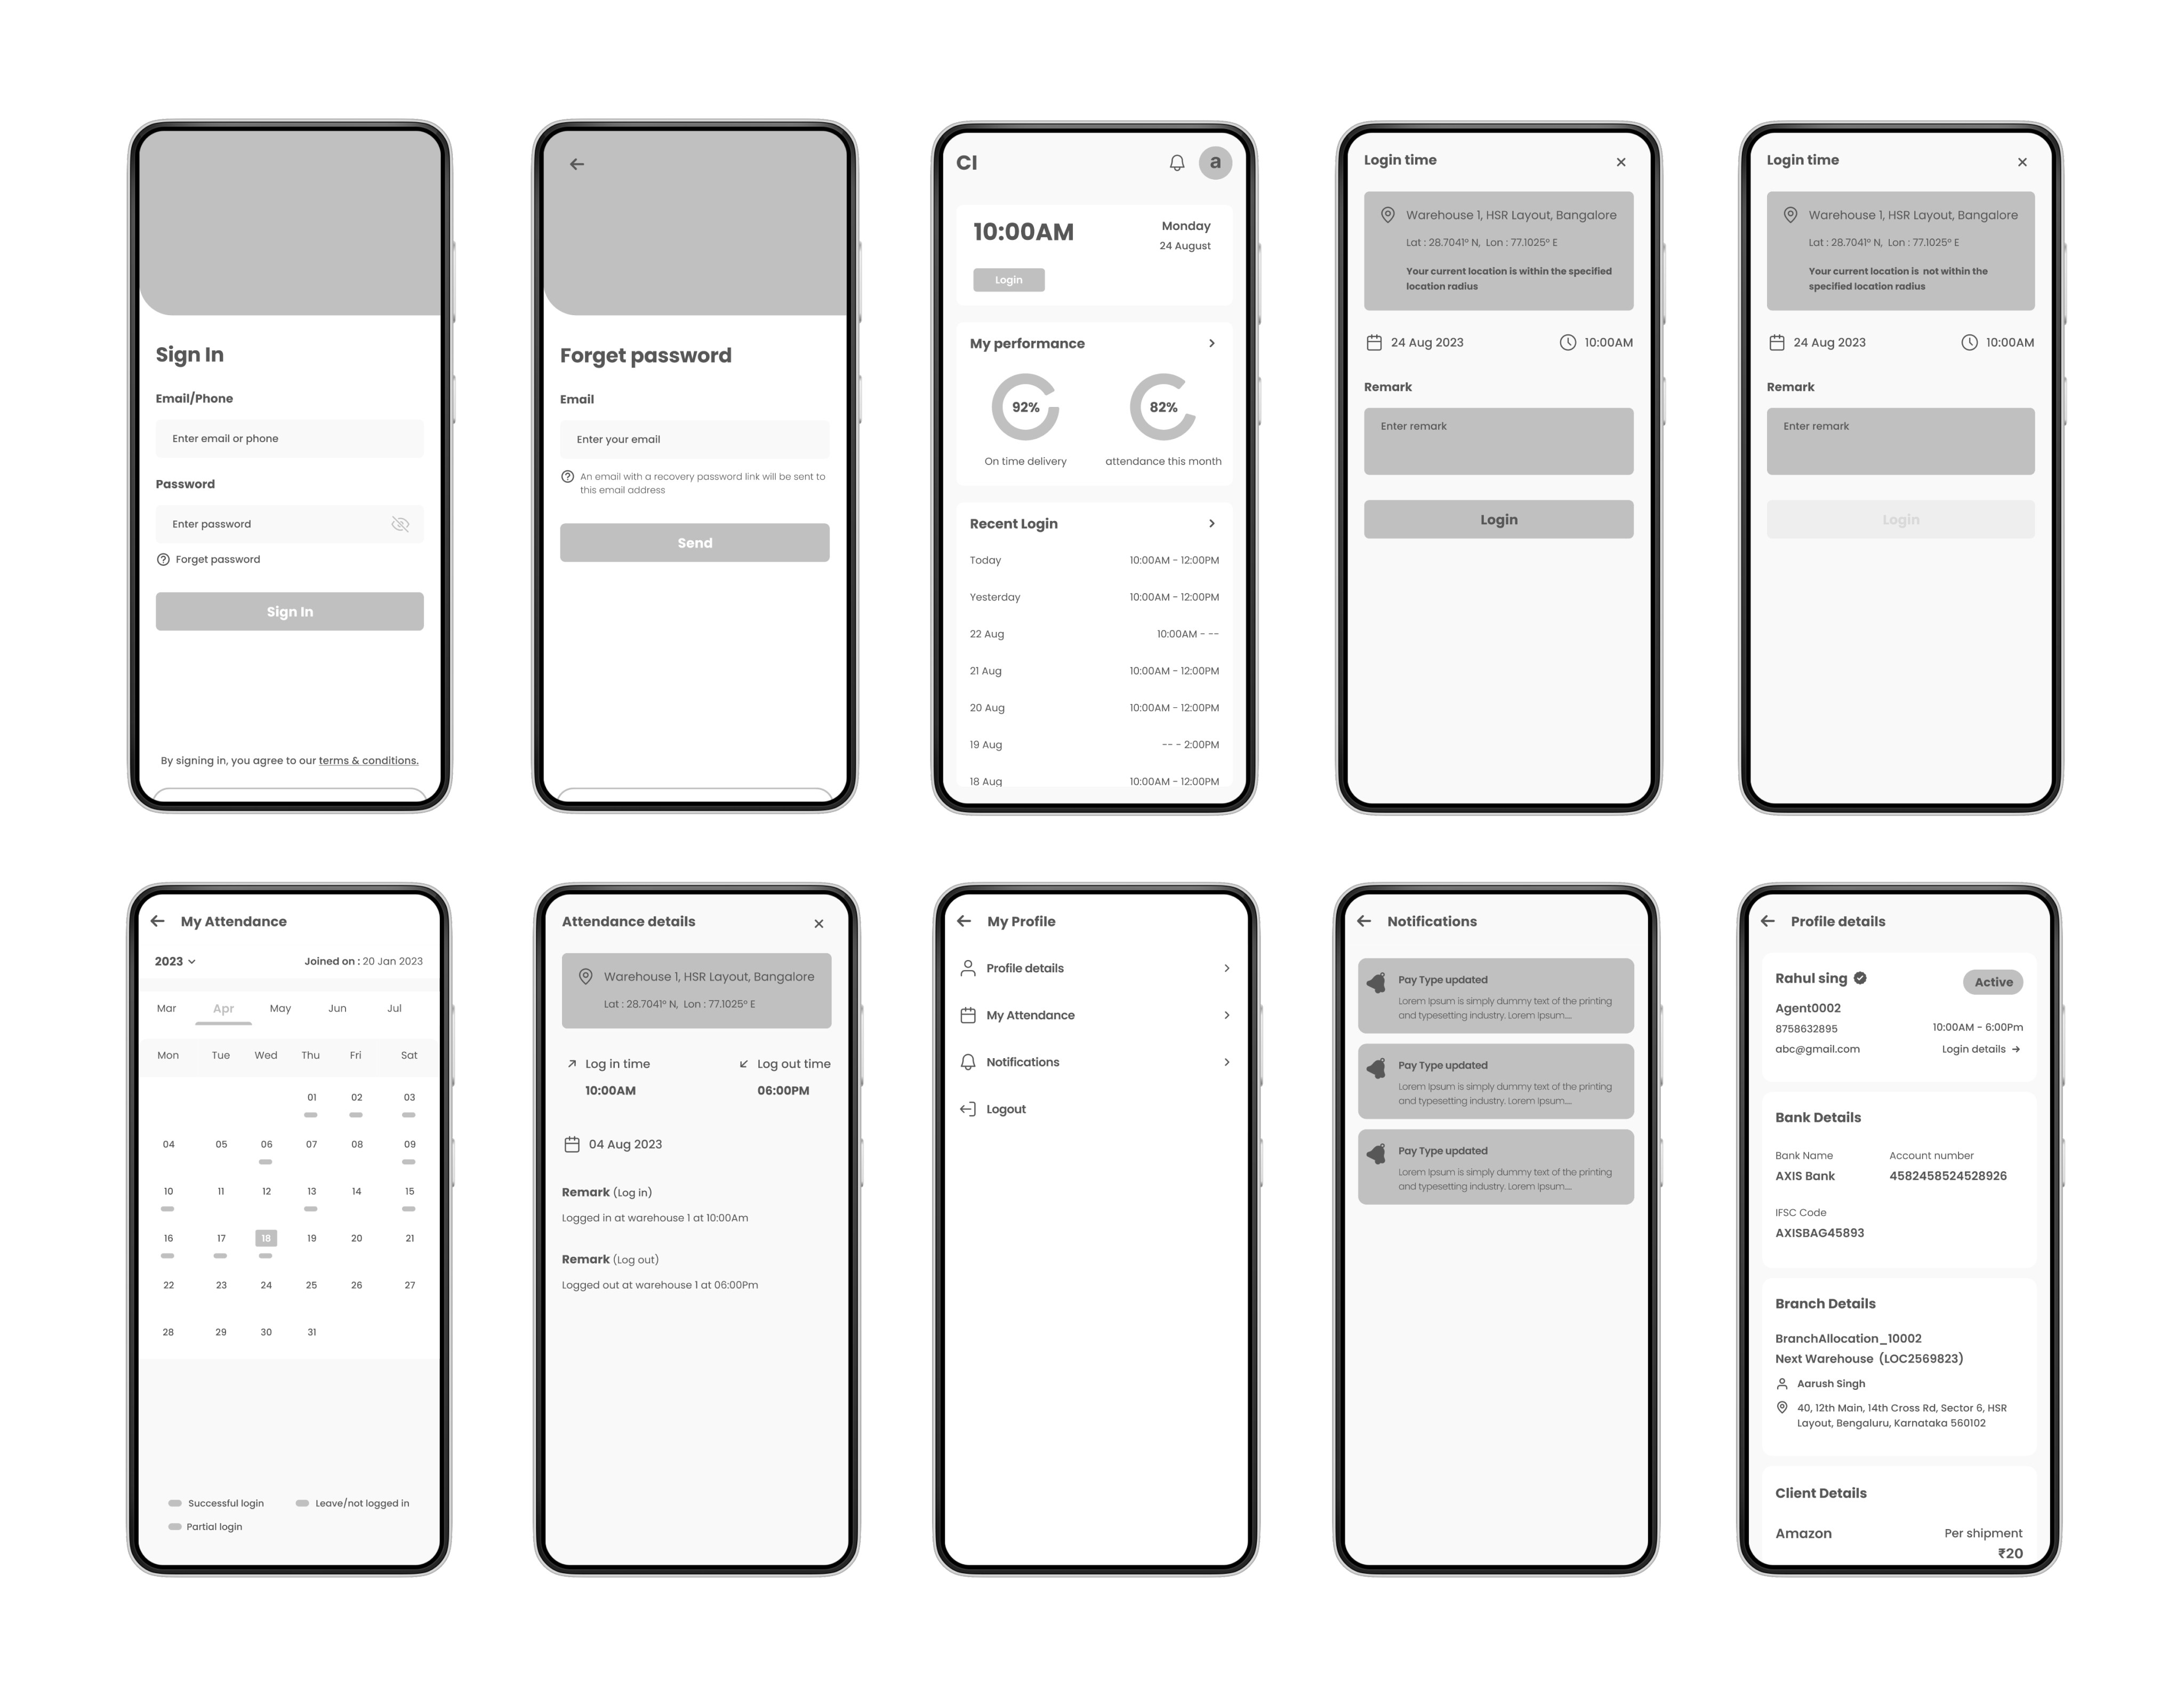 Sign In
Email/Phone
Enter email or phone
Password
Enter password
Forget password
Sign In
By signing in, you agree to our terms & conditions.
Forget password
Email
Enter your email
An email with a recovery password link will be sent to
this email address
Send
CI
a
10:00AM
Monday
24 August
Login
My performance
92%
82%
On time delivery
attendance this month
Recent Login
Today 10:00AM - 12:00PM
Yesterday 10:00AM - 12:00PM
22 Aug 10:00AM - --
21 Aug 10:00AM - 12:00PM
20 Aug 10:00AM - 12:00PM
19 Aug -- - 2:00PM
18 Aug 10:00AM - 12:00PM
Login time
Warehouse 1, HSR Layout, Bangalore
Lat : 28.7041° N, Lon : 77.1025° E
Your current location is within the specified
location radius
24 Aug 2023 10:00AM
Remark
Enter remark
Login
Login time
Warehouse 1, HSR Layout, Bangalore
Lat : 28.7041° N, Lon : 77.1025° E
Your current location is not within the
specified location radius
24 Aug 2023 10:00AM
Remark
Enter remark
Login
My Attendance
2023 Joined on : 20 Jan 2023
Mar Apr May Jun Jul
Mon Tue Wed Thu Fri Sat
01 02 03
04 05 06 07 08 09
10 11 12 13 14 15
16 17 18 19 20 21
22 23 24 25 26 27
28 29 30 31
Successful login Leave/not logged in
Partial login
Attendance details
Warehouse 1, HSR Layout, Bangalore
Lat : 28.7041° N, Lon : 77.1025° E
Log in time Log out time
10:00AM 06:00PM
04 Aug 2023
Remark (Log in)
Logged in at warehouse 1 at 10:00Am
Remark (Log out)
Logged out at warehouse 1 at 06:00Pm
My Profile
Profile details
My Attendance
Notifications
Logout
Notifications
Pay Type updated
Lorem Ipsum is simply dummy text of the printing
and typesetting industry. Lorem Ipsum....
Pay Type updated
Lorem Ipsum is simply dummy text of the printing
and typesetting industry. Lorem Ipsum....
Pay Type updated
Lorem Ipsum is simply dummy text of the printing
and typesetting industry. Lorem Ipsum....
Profile details
Rahul sing Active
Agent0002
8758632895 10:00AM - 6:00Pm
abc@gmail.com Login details
Bank Details
Bank Name Account number
AXIS Bank 4582458524528926
IFSC Code
AXISBAG45893
Branch Details
BranchAllocation_10002
Next Warehouse (LOC2569823)
Aarush Singh
40, 12th Main, 14th Cross Rd, Sector 6, HSR
Layout, Bengaluru, Karnataka 560102
Client Details
Amazon Per shipment
₹20